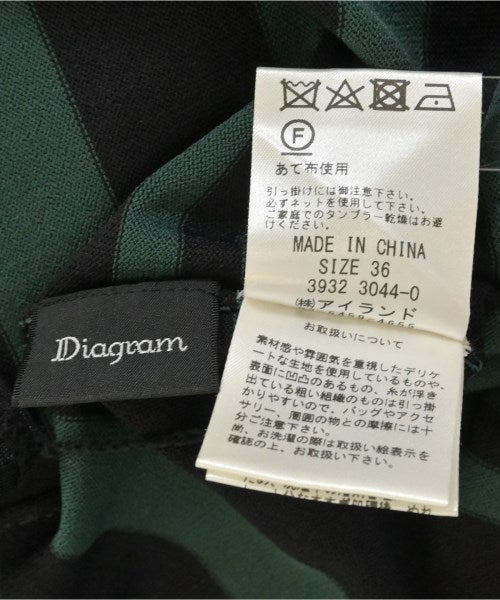 F
あて布使用
引っ掛けには御注意下さい。
必ずネットを使用して下さい。
ご家庭でのタンブラー乾燥はお避
け下さい。
MADE IN CHINA
SIZE 36
3932 3044-0
(株)アイランド
お取扱いについて
素材感や雰囲気を重視したデリケ
ートな生地を使用している物や、
表面に凹凸のあるもの、糸が浮き
出ている粗い組織のものは引っ掛
かりやすいので、バッグやアクセ
サリー、周囲の物との摩擦には十
分ご注意下さい。
なお、お洗濯の際は取扱い絵表示を
確認の上、お取扱い下さい。
Diagram